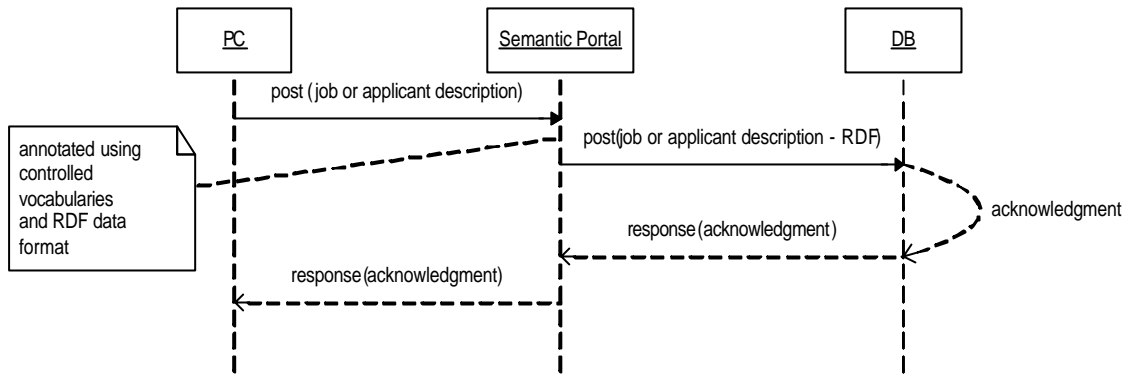 PC
Semantic Portal
DB
post (job or applicant description)
post(job or applicant description - RDF)
annotated using
controlled
vocabularies
and RDF data
format
acknowledgment
response(acknowledgment)
response(acknowledgment)